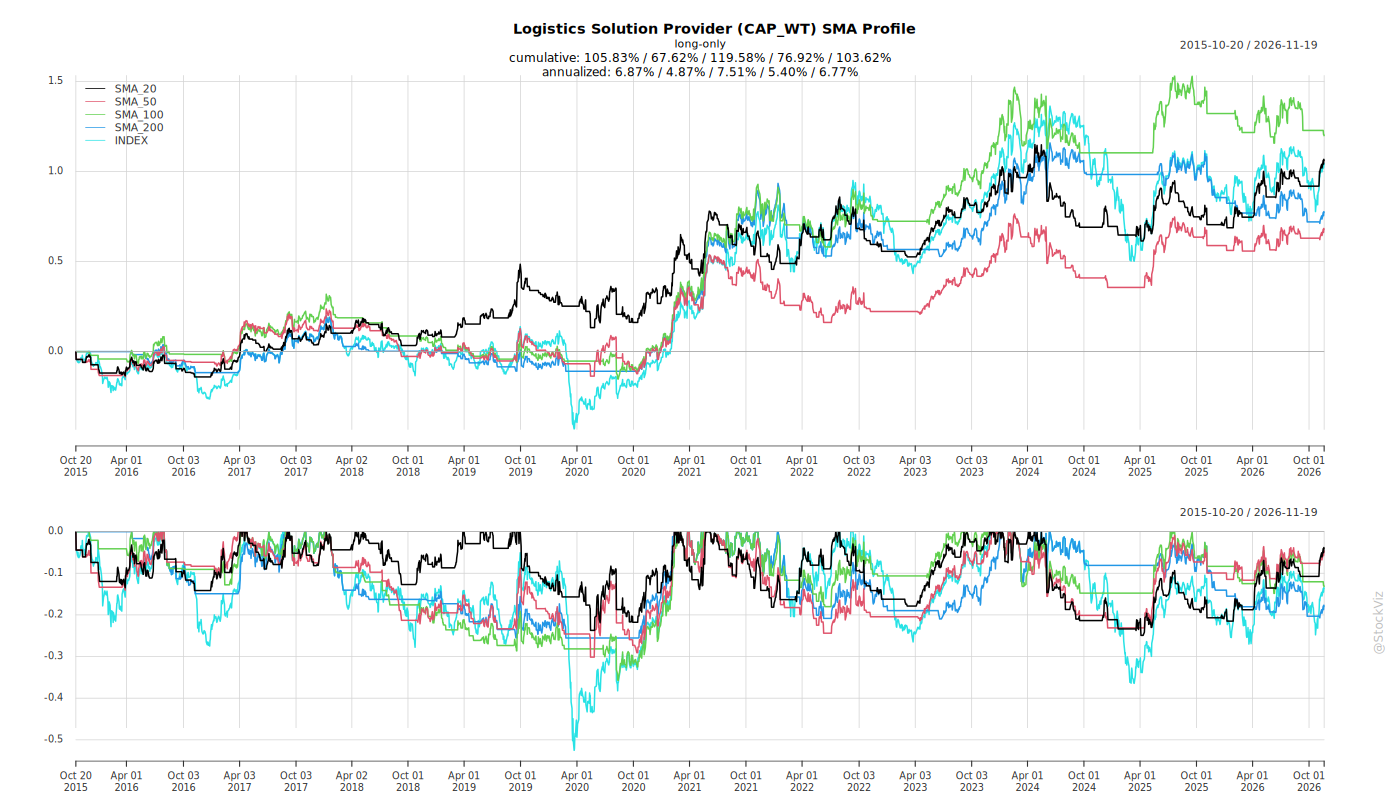 Logistics Solution Provider (CAP_WT) SMA Profile
long-only
2015-10-20 / 2026-11-19
cumulative: 105.83% / 67.62% / 119.58% / 76.92% / 103.62%
annualized: 6.87% / 4.87% / 7.51% / 5.40% / 6.77%
1.5
SMA_20
SMA_50
SMA_100
SMA_200
INDEX
1.0
0.5
0.0
Oct 20 Apr 01 Oct 03 Apr 03 Oct 03 Apr 02 Oct 01 Apr 01 Oct 01 Apr 01 Oct 01 Apr 01 Oct 01 Apr 01 Oct 03 Apr 03 Oct 03 Apr 01 Oct 01 Apr 01 Oct 01 Apr 01 Oct 01
2015 2016 2016 2017 2017 2018 2018 2019 2019 2020 2020 2021 2021 2022 2022 2023 2023 2024 2024 2025 2025 2026 2026
2015-10-20 / 2026-11-19
0.0
-0.1
-0.2
-0.3
-0.4
-0.5
Oct 20 Apr 01 Oct 03 Apr 03 Oct 03 Apr 02 Oct 01 Apr 01 Oct 01 Apr 01 Oct 01 Apr 01 Oct 01 Apr 01 Oct 03 Apr 03 Oct 03 Apr 01 Oct 01 Apr 01 Oct 01 Apr 01 Oct 01
2015 2016 2016 2017 2017 2018 2018 2019 2019 2020 2020 2021 2021 2022 2022 2023 2023 2024 2024 2025 2025 2026 2026
@StockViz